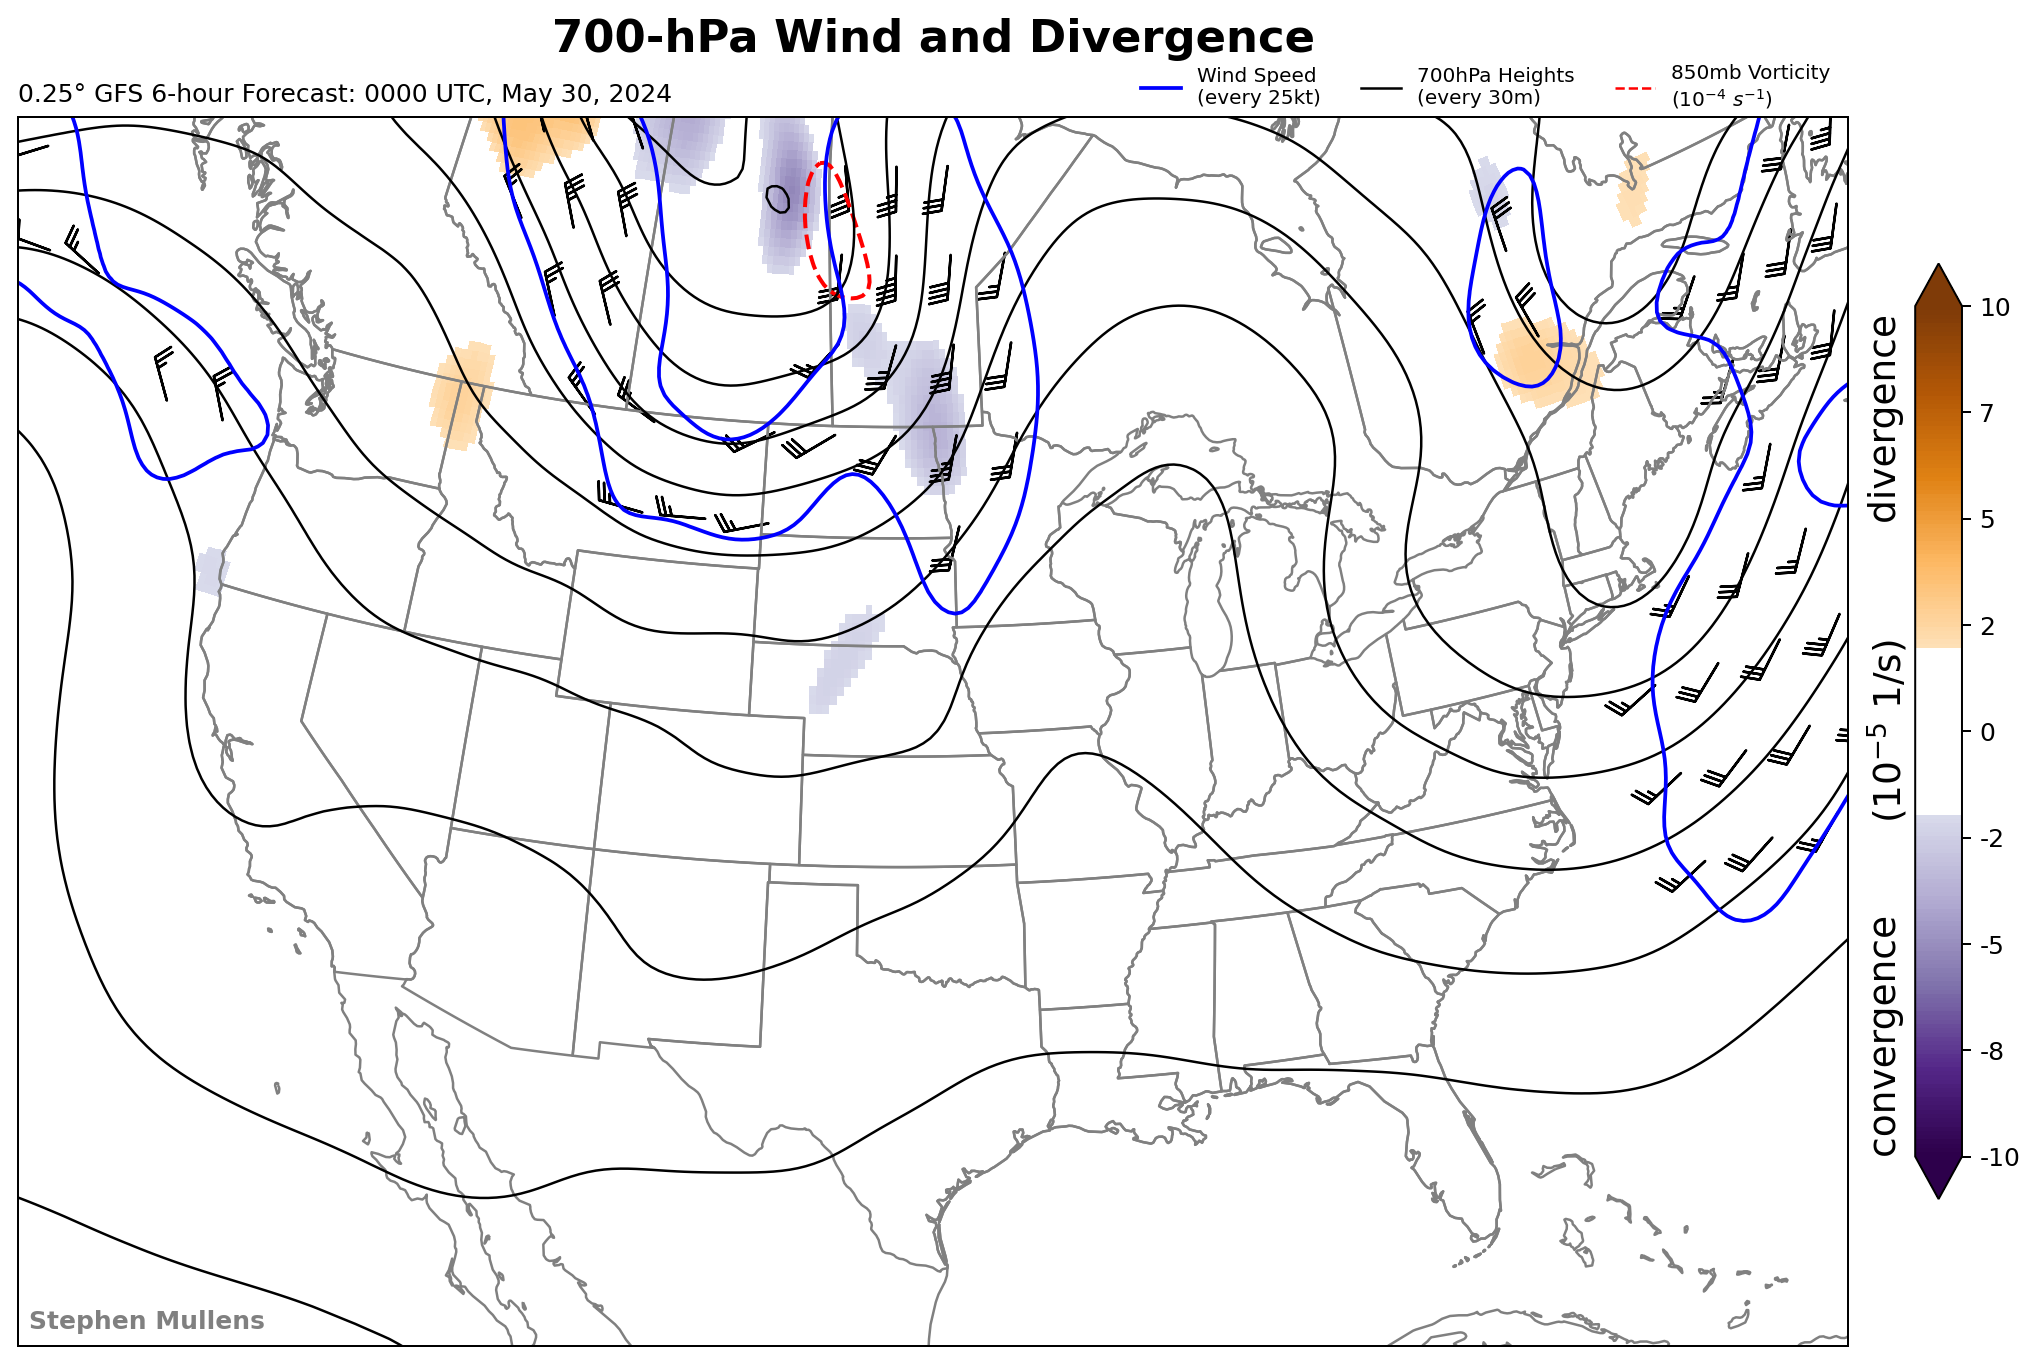 700-hPa Wind and Divergence
0.25° GFS 6-hour Forecast: 0000 UTC, May 30, 2024
Wind Speed
(every 25kt)
700hPa Heights
(every 30m)
850mb Vorticity
(10⁻⁴ s⁻¹)
10
7
5
2
0
-2
-5
-8
-10
convergence (10⁻⁵ 1/s) divergence
Stephen Mullens